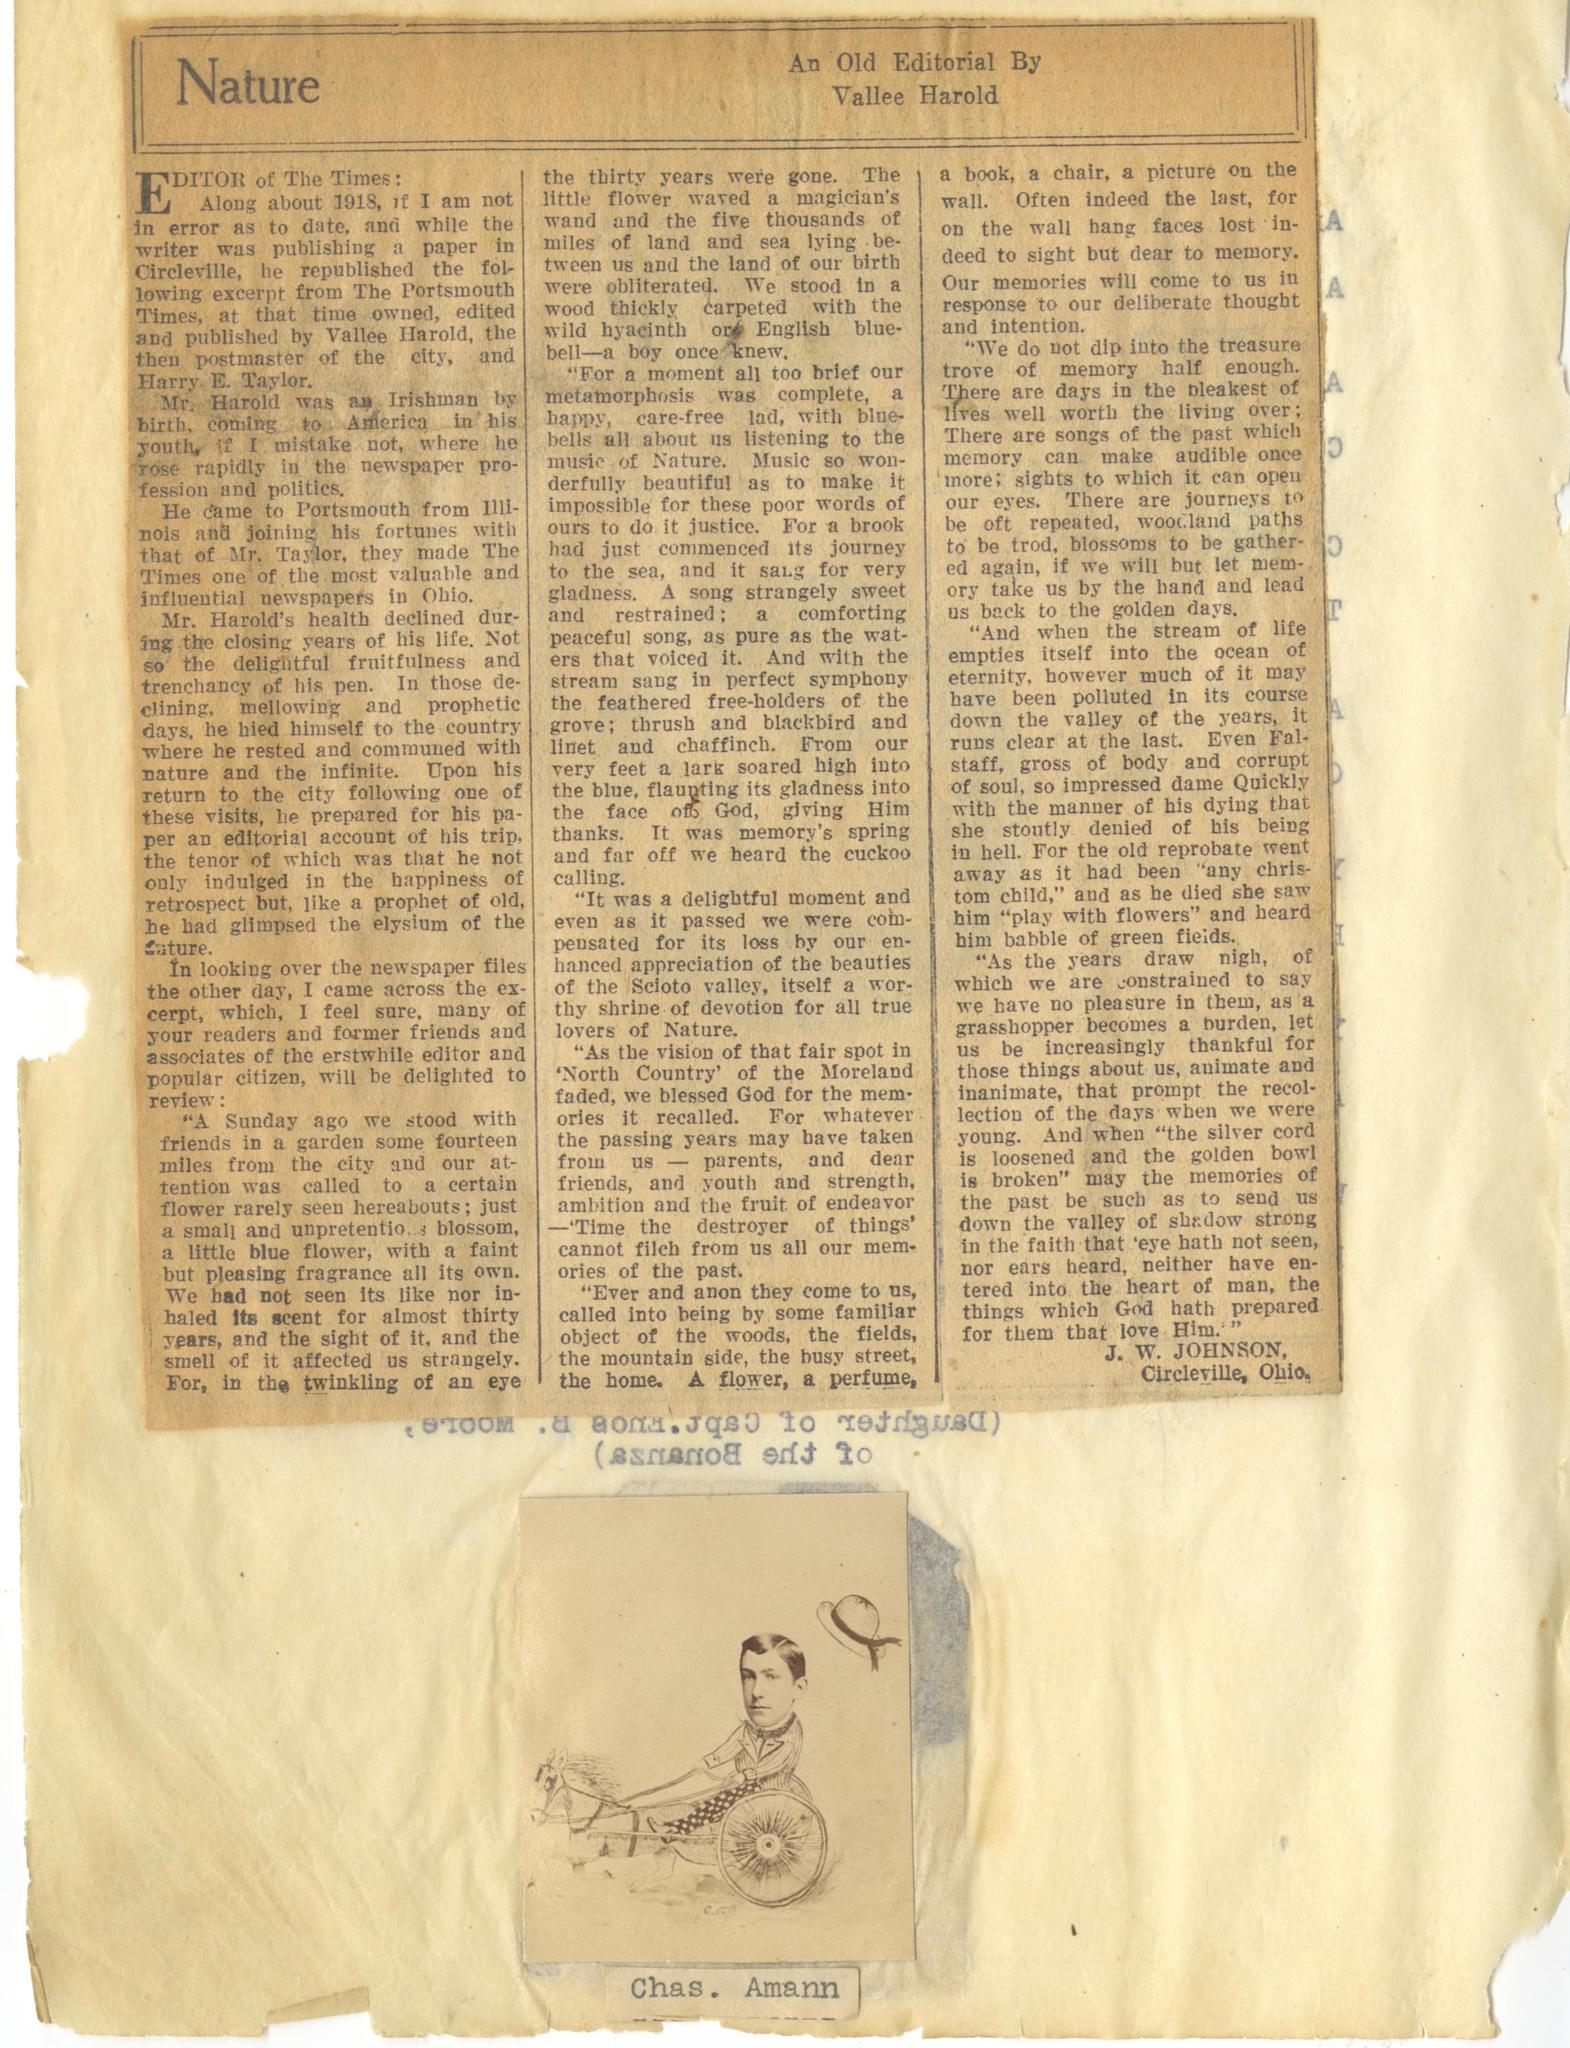 Nature
An Old Editorial By
Vallee Harold
EDITOR of The Times:
Along about 1918, if I am not
in error as to date, and while the
writer was publishing a paper in
Circleville, he republished the fol-
lowing excerpt from The Portsmouth
Times, at that time owned, edited
and published by Vallee Harold, the
then postmaster of the city, and
Harry E. Taylor.
Mr. Harold was an Irishman by
birth, coming to America in his
youth, if I mistake not, where he
rose rapidly in the newspaper pro-
fession and politics.
He came to Portsmouth from Illi-
nois and joining his fortunes with
that of Mr. Taylor, they made The
Times one of the most valuable and
influential newspapers in Ohio.
Mr. Harold's health declined dur-
ing the closing years of his life. Not
so the delightful fruitfulness and
trenchancy of his pen. In those de-
clining, mellowing and prophetic
days, he hied himself to the country
where he rested and communed with
nature and the infinite. Upon his
return to the city following one of
these visits, he prepared for his pa-
per an editorial account of his trip,
the tenor of which was that he not
only indulged in the happiness of
retrospect but, like a prophet of old,
he had glimpsed the elysium of the
future.
In looking over the newspaper files
the other day, I came across the ex-
cerpt, which, I feel sure, many of
your readers and former friends and
associates of the erstwhile editor and
popular citizen, will be delighted to
review:
"A Sunday ago we stood with
friends in a garden some fourteen
miles from the city and our at-
tention was called to a certain
flower rarely seen hereabouts; just
a small and unpretentious blossom,
a little blue flower, with a faint
but pleasing fragrance all its own.
We had not seen its like nor in-
haled its scent for almost thirty
years, and the sight of it, and the
smell of it affected us strangely.
For, in the twinkling of an eye
the thirty years were gone. The
little flower waved a magician's
wand and the five thousands of
miles of land and sea lying be-
tween us and the land of our birth
were obliterated. We stood in a
wood thickly carpeted with the
wild hyacinth or English blue-
bell—a boy once knew.
"For a moment all too brief our
metamorphosis was complete, a
happy, care-free lad, with blue-
bells all about us listening to the
music of Nature. Music so won-
derfully beautiful as to make it
impossible for these poor words of
ours to do it justice. For a brook
had just commenced its journey
to the sea, and it sang for very
gladness. A song strangely sweet
and restrained; a comforting
peaceful song, as pure as the wat-
ers that voiced it. And with the
stream sang in perfect symphony
the feathered free-holders of the
grove; thrush and blackbird and
linet and chaffinch. From our
very feet a lark soared high into
the blue, flaunting its gladness into
the face of God, giving Him
thanks. It was memory's spring
and far off we heard the cuckoo
calling.
"It was a delightful moment and
even as it passed we were com-
pensated for its loss by our en-
hanced appreciation of the beauties
of the Scioto valley, itself a wor-
thy shrine of devotion for all true
lovers of Nature.
"As the vision of that fair spot in
'North Country' of the Moreland
faded, we blessed God for the mem-
ories it recalled. For whatever
the passing years may have taken
from us — parents, and dear
friends, and youth and strength,
ambition and the fruit of endeavor
—'Time the destroyer of things'
cannot filch from us all our mem-
ories of the past.
"Ever and anon they come to us,
called into being by some familiar
object of the woods, the fields,
the mountain side, the busy street,
the home. A flower, a perfume,
a book, a chair, a picture on the
wall. Often indeed the last, for
on the wall hang faces lost in-
deed to sight but dear to memory.
Our memories will come to us in
response to our deliberate thought
and intention.
"We do not dip into the treasure
trove of memory half enough.
There are days in the bleakest of
lives well worth the living over;
There are songs of the past which
memory can make audible once
more; sights to which it can open
our eyes. There are journeys to
be oft repeated, woodland paths
to be trod, blossoms to be gather-
ed again, if we will but let mem-
ory take us by the hand and lead
us back to the golden days.
"And when the stream of life
empties itself into the ocean of
eternity, however much of it may
have been polluted in its course
down the valley of the years, it
runs clear at the last. Even Fal-
staff, gross of body and corrupt
of soul, so impressed dame Quickly
with the manner of his dying that
she stoutly denied of his being
in hell. For the old reprobate went
away as it had been "any chris-
tom child," and as he died she saw
him "play with flowers" and heard
him babble of green fields.
"As the years draw nigh, of
which we are constrained to say
we have no pleasure in them, as a
grasshopper becomes a burden, let
us be increasingly thankful for
those things about us, animate and
inanimate, that prompt the recol-
lection of the days when we were
young. And when "the silver cord
is loosened and the golden bowl
is broken" may the memories of
the past be such as to send us
down the valley of shadow strong
in the faith that 'eye hath not seen,
nor ears heard, neither have en-
tered into the heart of man, the
things which God hath prepared
for them that love Him.'"
J. W. JOHNSON,
Circleville, Ohio.
(Daughter of Capt. Enos B. Moore,
of the Bonanza)
Chas. Amann